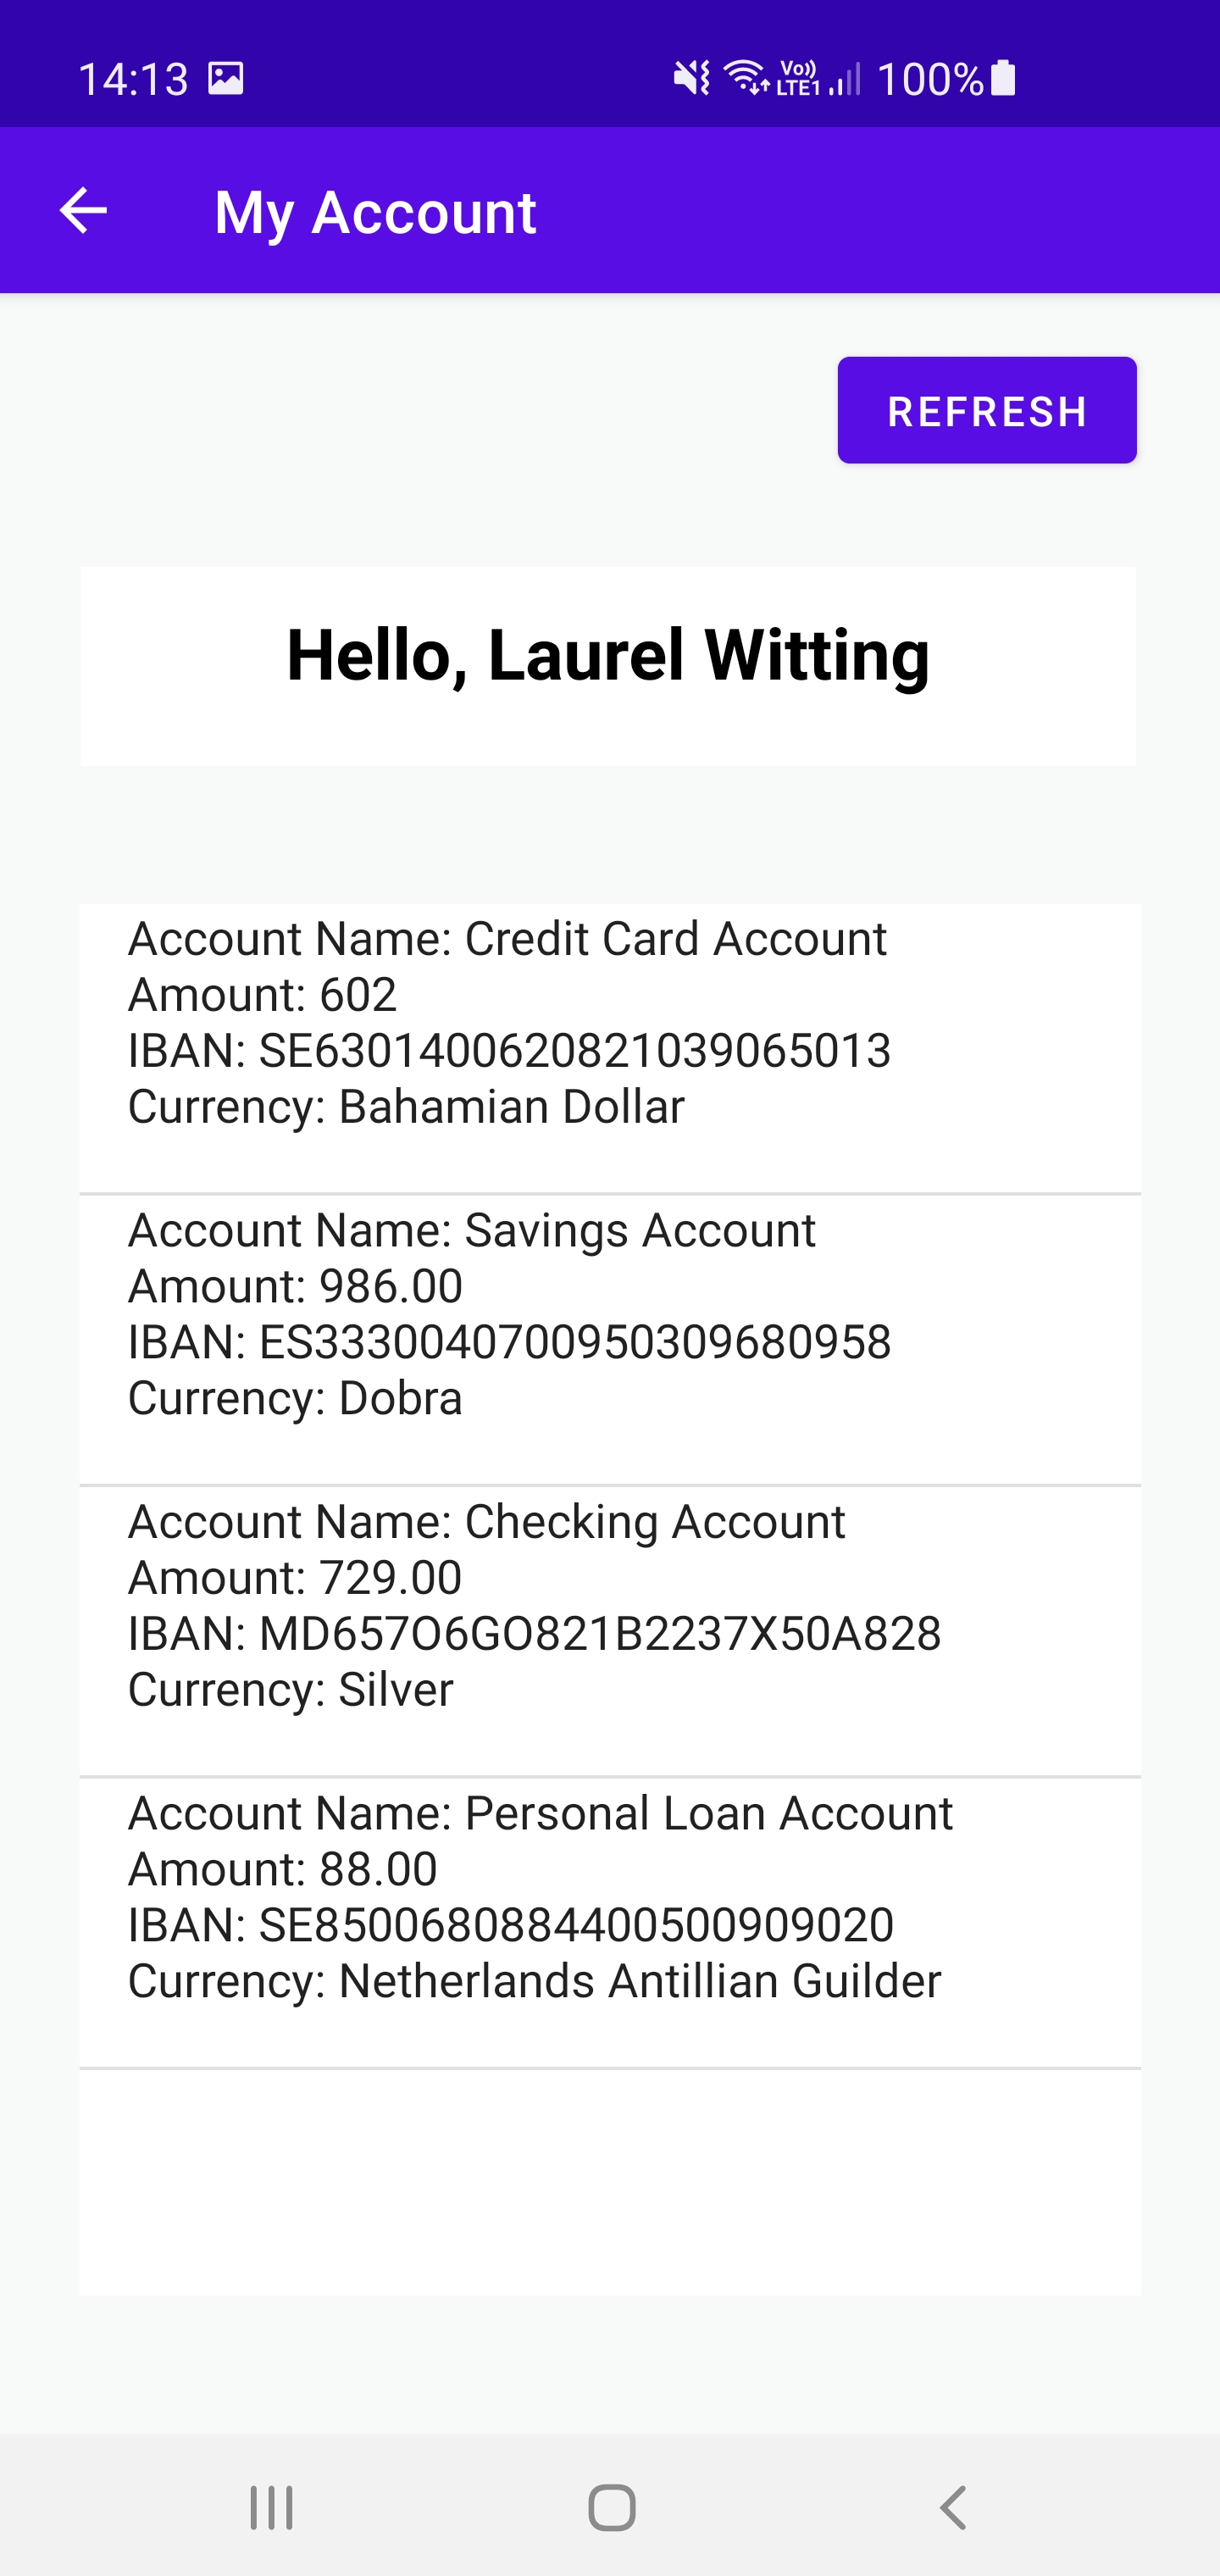 14:13
Vo)) LTE1 100%
My Account
REFRESH
Hello, Laurel Witting
Account Name: Credit Card Account
Amount: 602
IBAN: SE6301400620821039065013
Currency: Bahamian Dollar
Account Name: Savings Account
Amount: 986.00
IBAN: ES3330040700950309680958
Currency: Dobra
Account Name: Checking Account
Amount: 729.00
IBAN: MD657O6GO821B2237X50A828
Currency: Silver
Account Name: Personal Loan Account
Amount: 88.00
IBAN: SE8500680884400500909020
Currency: Netherlands Antillian Guilder